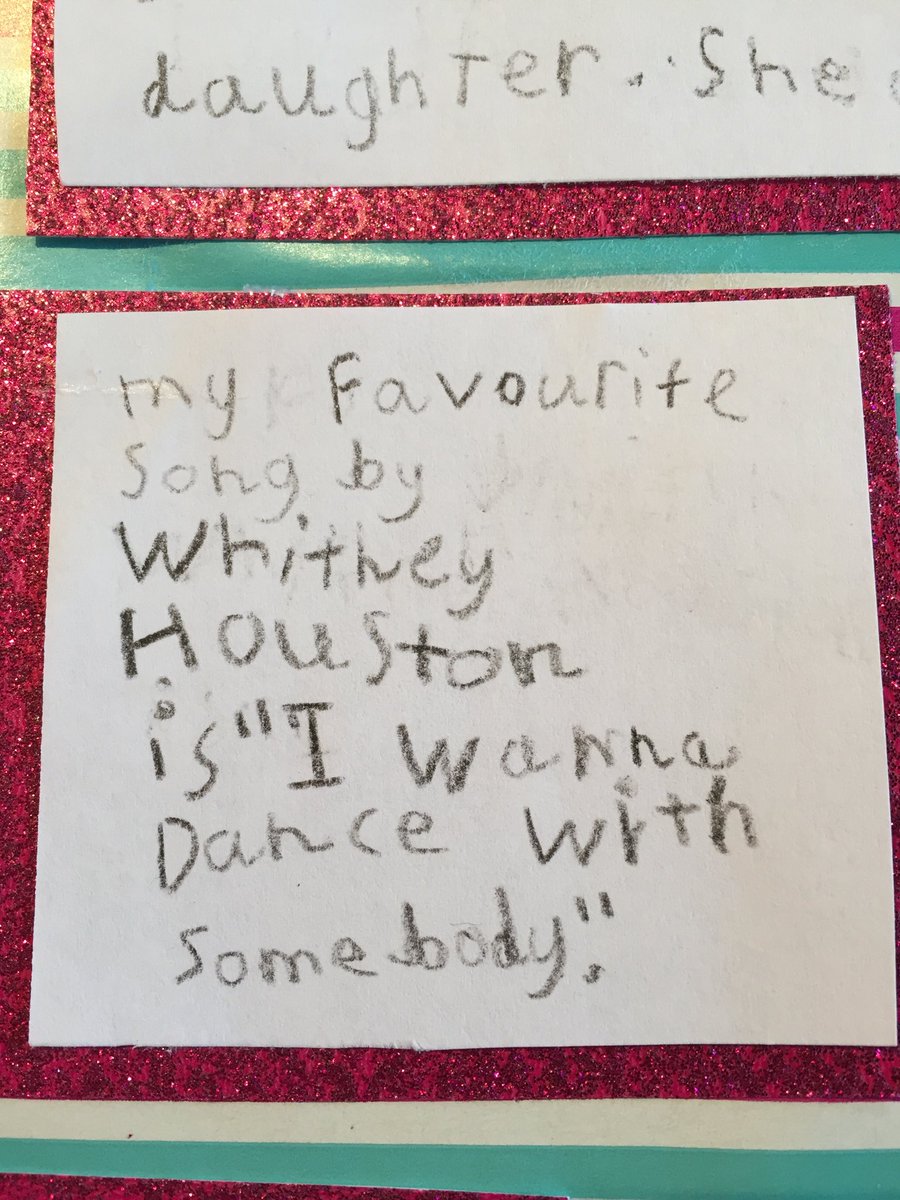 daughter. She
my Favourite
song by
Whitney
Houston
is "I wanna
Dance with
somebody".